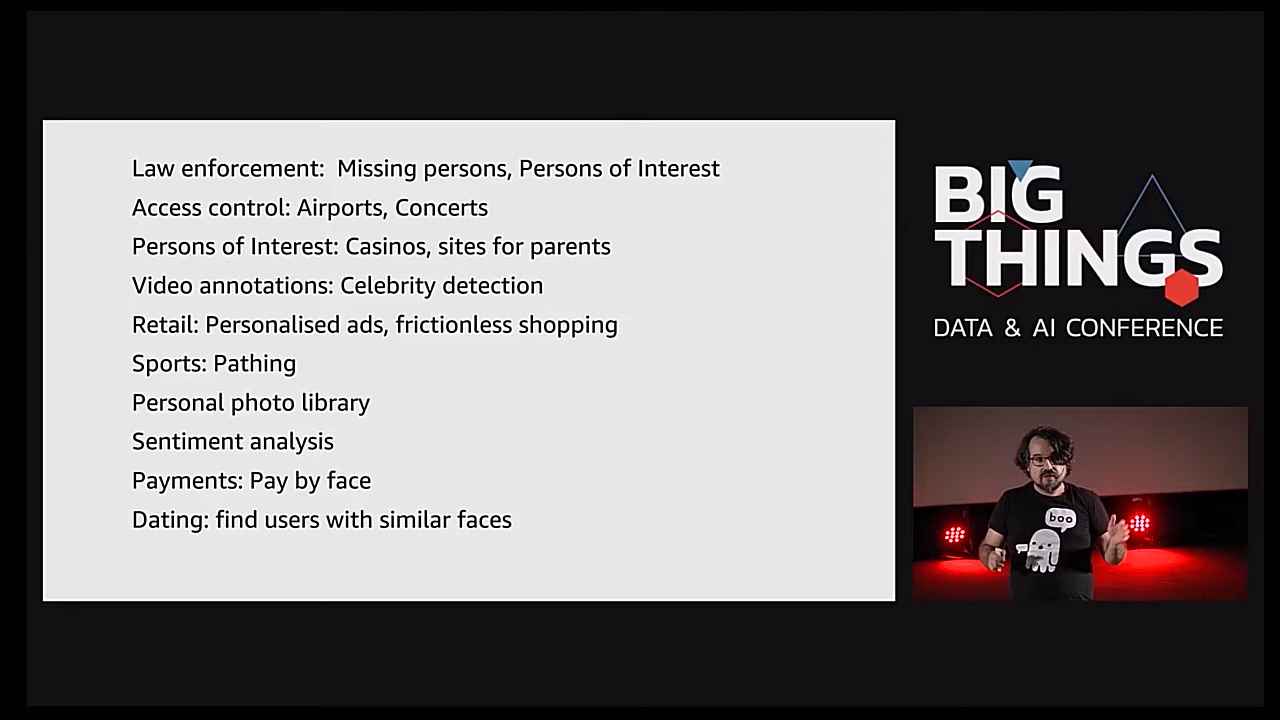 Law enforcement:  Missing persons, Persons of Interest
Access control: Airports, Concerts
Persons of Interest: Casinos, sites for parents
Video annotations: Celebrity detection
Retail: Personalised ads, frictionless shopping
Sports: Pathing
Personal photo library
Sentiment analysis
Payments: Pay by face
Dating: find users with similar faces
BIG
THINGS
DATA & AI CONFERENCE
boo